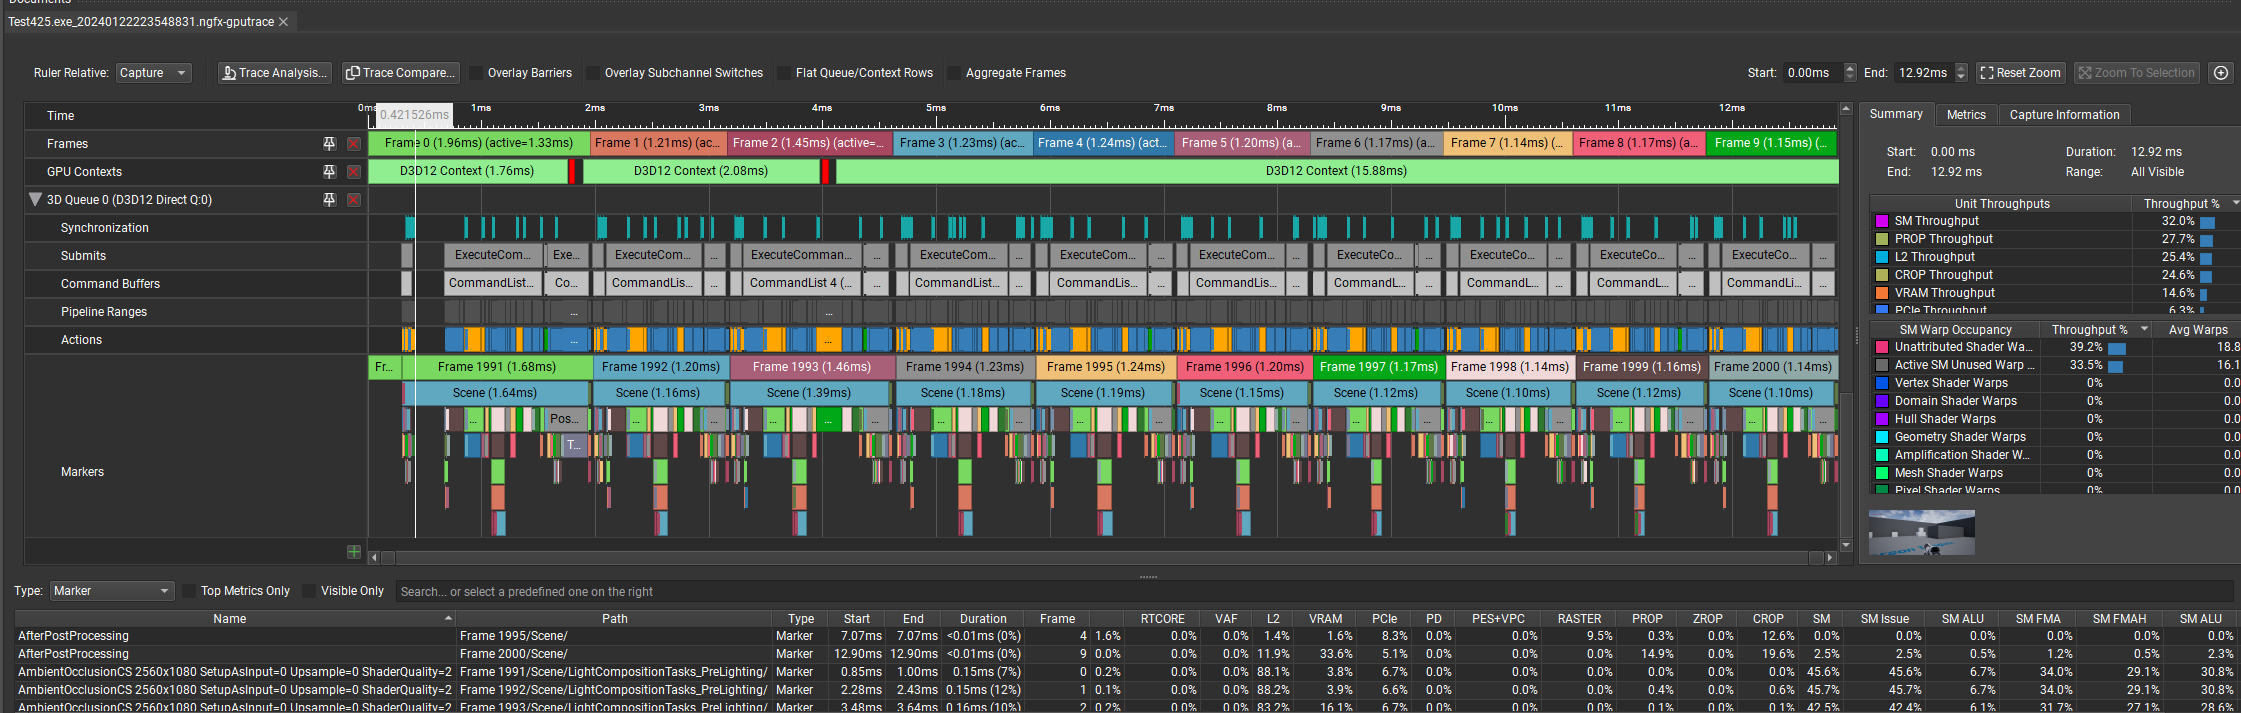 Documents
Test425.exe_20240122223548831.ngfx-gputrace
Ruler Relative: Capture Trace Analysis... Trace Compare... Overlay Barriers Overlay Subchannel Switches Flat Queue/Context Rows Aggregate Frames Start: 0.00ms End: 12.92ms Reset Zoom Zoom To Selection
Time 0ms 0.421526ms 1ms 2ms 3ms 4ms 5ms 6ms 7ms 8ms 9ms 10ms 11ms 12ms
Frames Frame 0 (1.96ms) (active=1.33ms) Frame 1 (1.21ms) (ac... Frame 2 (1.45ms) (active=... Frame 3 (1.23ms) (ac... Frame 4 (1.24ms) (act... Frame 5 (1.20ms) (a... Frame 6 (1.17ms) (a... Frame 7 (1.14ms) (... Frame 8 (1.17ms) (a... Frame 9 (1.15ms) (...
GPU Contexts D3D12 Context (1.76ms) D3D12 Context (2.08ms) D3D12 Context (15.88ms)
3D Queue 0 (D3D12 Direct Q:0)
Synchronization
Submits ExecuteCom... Exe... ExecuteCom... ... ExecuteComman... ... ExecuteCom... ... ExecuteCom... ... ExecuteCom... ... ExecuteCo... ... ExecuteCo... ... ExecuteCo... ... ExecuteCo... ...
Command Buffers CommandList... Co... CommandLis... ... CommandList 4 (... ... CommandList... ... CommandLis... ... CommandLis... ... CommandL... ... CommandL... ... CommandL... ... CommandLi... ...
Pipeline Ranges ... ...
Actions ... ...
Fr... Frame 1991 (1.68ms) Frame 1992 (1.20ms) Frame 1993 (1.46ms) Frame 1994 (1.23ms) Frame 1995 (1.24ms) Frame 1996 (1.20ms) Frame 1997 (1.17ms) Frame 1998 (1.14ms) Frame 1999 (1.16ms) Frame 2000 (1.14ms)
Scene (1.64ms) Scene (1.16ms) Scene (1.39ms) Scene (1.18ms) Scene (1.19ms) Scene (1.15ms) Scene (1.12ms) Scene (1.10ms) Scene (1.12ms) Scene (1.10ms)
... Pos... ... ... ... ... ... ... ... ... ... ... ... ... ... ... ... ... ... ...
T...
Markers
Summary Metrics Capture Information
Start: 0.00 ms Duration: 12.92 ms
End: 12.92 ms Range: All Visible
Unit Throughputs Throughput %
SM Throughput 32.0%
PROP Throughput 27.7%
L2 Throughput 25.4%
CROP Throughput 24.6%
VRAM Throughput 14.6%
PCIe Throughput 6.3%
SM Warp Occupancy Throughput % Avg Warps
Unattributed Shader Wa... 39.2% 18.8
Active SM Unused Warp ... 33.5% 16.1
Vertex Shader Warps 0% 0.0
Domain Shader Warps 0% 0.0
Hull Shader Warps 0% 0.0
Geometry Shader Warps 0% 0.0
Amplification Shader W... 0% 0.0
Mesh Shader Warps 0% 0.0
Pixel Shader Warps 0% 0.0
Type: Marker Top Metrics Only Visible Only Search... or select a predefined one on the right
Name Path Type Start End Duration Frame RTCORE VAF L2 VRAM PCIe PD PES+VPC RASTER PROP ZROP CROP SM SM Issue SM ALU SM FMA SM FMAH SM ALU
AfterPostProcessing Frame 1995/Scene/ Marker 7.07ms 7.07ms <0.01ms (0%) 4 1.6% 0.0% 0.0% 1.4% 1.6% 8.3% 0.0% 0.0% 9.5% 0.3% 0.0% 12.6% 0.0% 0.0% 0.0% 0.0% 0.0% 0.0%
AfterPostProcessing Frame 2000/Scene/ Marker 12.90ms 12.90ms <0.01ms (0%) 9 0.0% 0.0% 0.0% 11.9% 33.6% 5.1% 0.0% 0.0% 0.0% 14.9% 0.0% 19.6% 2.5% 2.5% 0.5% 1.2% 0.5% 2.3%
AmbientOcclusionCS 2560x1080 SetupAsInput=0 Upsample=0 ShaderQuality=2 Frame 1991/Scene/LightCompositionTasks_PreLighting/ Marker 0.85ms 1.00ms 0.15ms (7%) 0 0.2% 0.0% 0.0% 88.1% 3.8% 6.7% 0.0% 0.0% 0.0% 0.0% 0.0% 0.0% 45.6% 45.6% 6.7% 34.0% 29.1% 30.8%
AmbientOcclusionCS 2560x1080 SetupAsInput=0 Upsample=0 ShaderQuality=2 Frame 1992/Scene/LightCompositionTasks_PreLighting/ Marker 2.28ms 2.43ms 0.15ms (12%) 1 0.1% 0.0% 0.0% 88.2% 3.9% 6.6% 0.0% 0.0% 0.0% 0.4% 0.0% 0.6% 45.7% 45.7% 6.7% 34.0% 29.1% 30.8%
AmbientOcclusionCS 2560x1080 SetupAsInput=0 Upsample=0 ShaderQuality=2 Frame 1993/Scene/LightCompositionTasks_PreLighting/ Marker 3.48ms 3.64ms 0.16ms (10%) 2 0.2% 0.0% 0.0% 83.2% 16.1% 6.7% 0.0% 0.0% 0.0% 0.1% 0.0% 0.1% 42.5% 42.4% 6.1% 31.7% 27.1% 28.6%